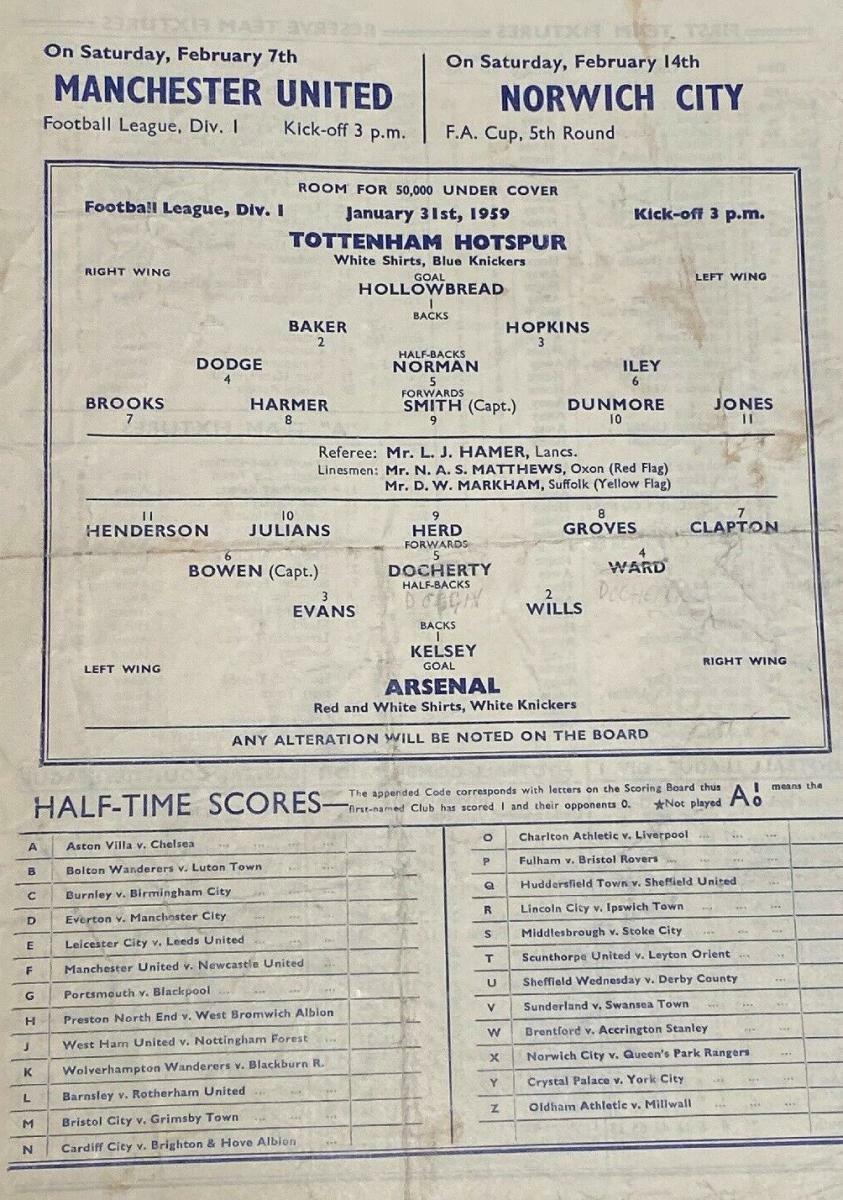 On Saturday, February 7th
MANCHESTER UNITED
Football League, Div. I Kick-off 3 p.m.
On Saturday, February 14th
NORWICH CITY
F.A. Cup, 5th Round
ROOM FOR 50,000 UNDER COVER
Football League, Div. I January 31st, 1959 Kick-off 3 p.m.
TOTTENHAM HOTSPUR
White Shirts, Blue Knickers
RIGHT WING GOAL LEFT WING
HOLLOWBREAD
1
BACKS
BAKER HOPKINS
2 3
HALF-BACKS
DODGE NORMAN ILEY
4 5 6
FORWARDS
BROOKS HARMER SMITH (Capt.) DUNMORE JONES
7 8 9 10 11
Referee: Mr. L. J. HAMER, Lancs.
Linesmen: Mr. N. A. S. MATTHEWS, Oxon (Red Flag)
Mr. D. W. MARKHAM, Suffolk (Yellow Flag)
11 10 9 8 7
HENDERSON JULIANS HERD GROVES CLAPTON
FORWARDS
6 5 4
BOWEN (Capt.) DOCHERTY WARD
HALF-BACKS
3 2
EVANS WILLS
BACKS
1
KELSEY
LEFT WING GOAL RIGHT WING
ARSENAL
Red and White Shirts, White Knickers
ANY ALTERATION WILL BE NOTED ON THE BOARD
HALF-TIME SCORES—The appended Code corresponds with letters on the Scoring Board thus A! 0 means the
first-named Club has scored 1 and their opponents 0. ★Not played
A Aston Villa v. Chelsea
B Bolton Wanderers v. Luton Town
C Burnley v. Birmingham City
D Everton v. Manchester City
E Leicester City v. Leeds United
F Manchester United v. Newcastle United
G Portsmouth v. Blackpool
H Preston North End v. West Bromwich Albion
J West Ham United v. Nottingham Forest
K Wolverhampton Wanderers v. Blackburn R.
L Barnsley v. Rotherham United
M Bristol City v. Grimsby Town
N Cardiff City v. Brighton & Hove Albion
O Charlton Athletic v. Liverpool
P Fulham v. Bristol Rovers
Q Huddersfield Town v. Sheffield United
R Lincoln City v. Ipswich Town
S Middlesbrough v. Stoke City
T Scunthorpe United v. Leyton Orient
U Sheffield Wednesday v. Derby County
V Sunderland v. Swansea Town
W Brentford v. Accrington Stanley
X Norwich City v. Queen's Park Rangers
Y Crystal Palace v. York City
Z Oldham Athletic v. Millwall